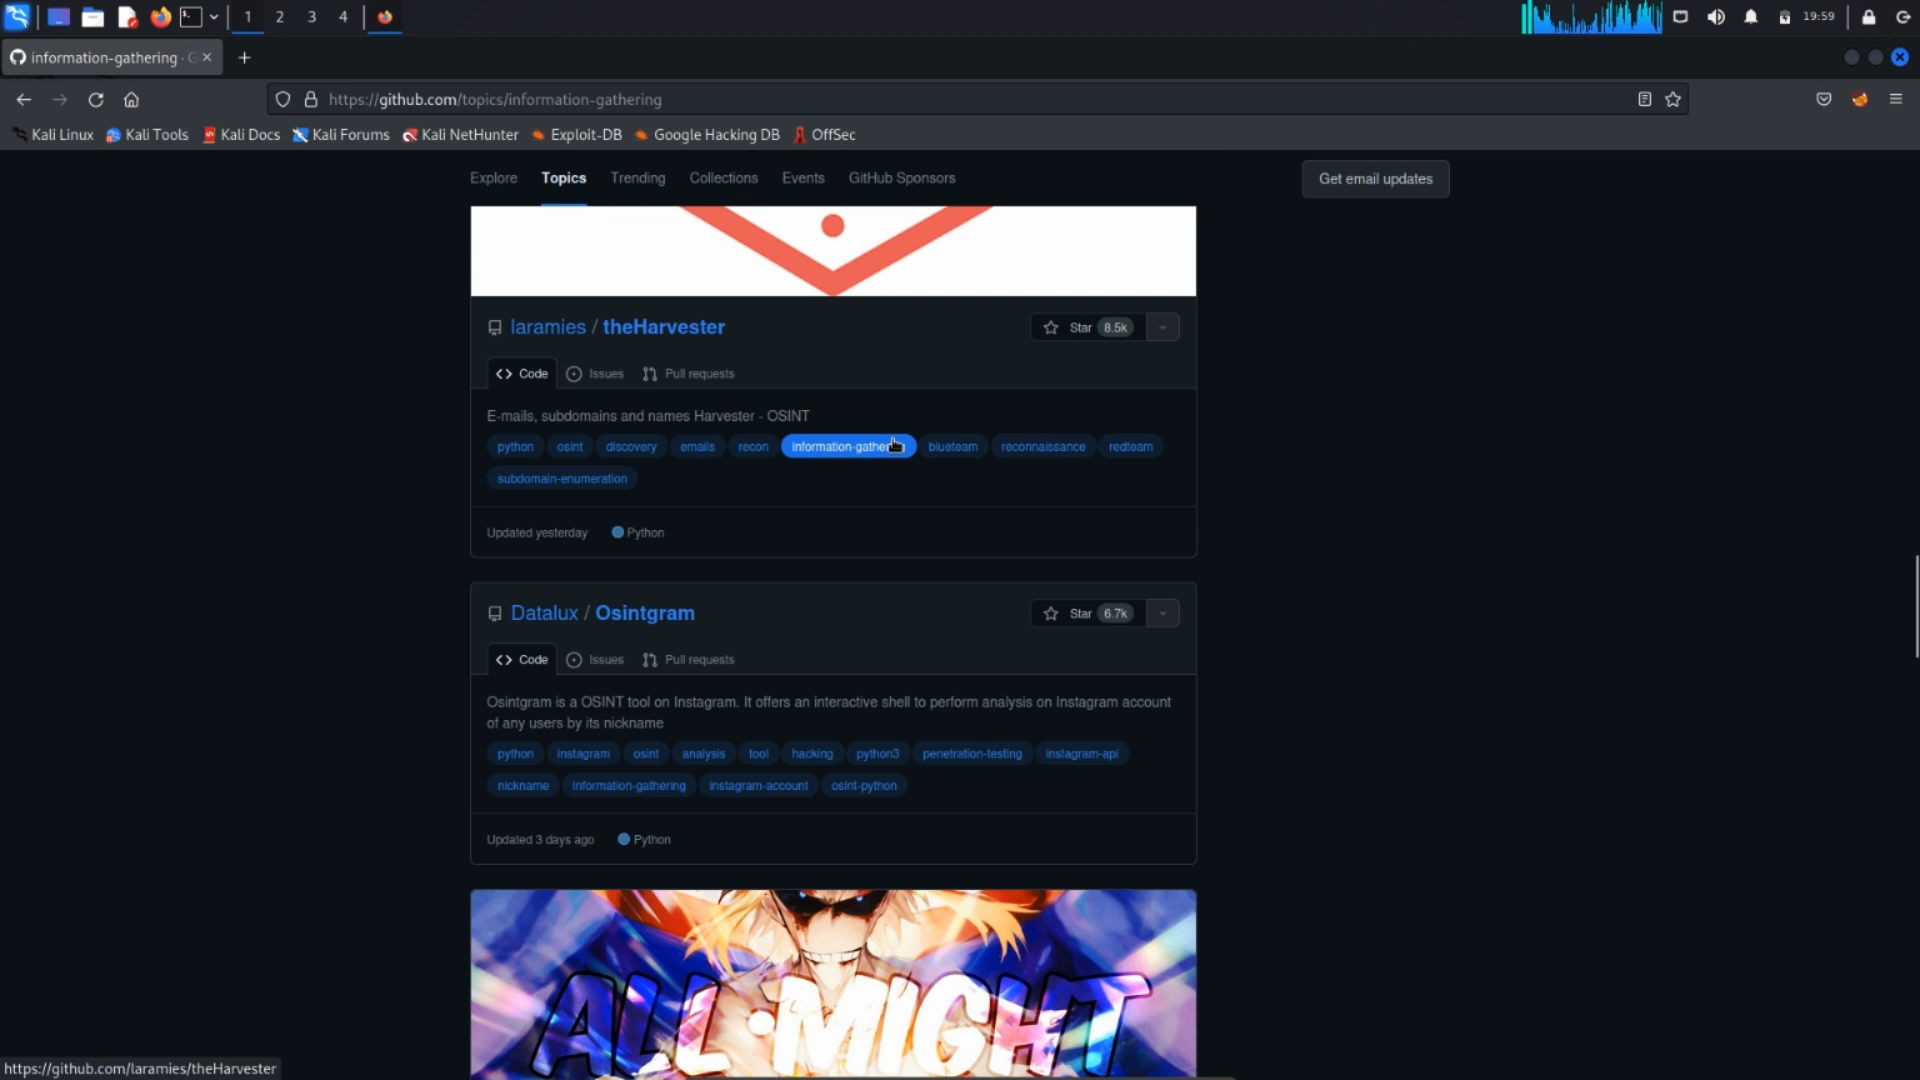 1 2 3 4 19:59
information-gathering · G
https://github.com/topics/information-gathering
Kali Linux Kali Tools Kali Docs Kali Forums Kali NetHunter Exploit-DB Google Hacking DB OffSec
Explore Topics Trending Collections Events GitHub Sponsors Get email updates
laramies / theHarvester Star 8.5k
Code Issues Pull requests
E-mails, subdomains and names Harvester - OSINT
python osint discovery emails recon information-gather blueteam reconnaissance redteam
subdomain-enumeration
Updated yesterday Python
Datalux / Osintgram Star 6.7k
Code Issues Pull requests
Osintgram is a OSINT tool on Instagram. It offers an interactive shell to perform analysis on Instagram account
of any users by its nickname
python instagram osint analysis tool hacking python3 penetration-testing instagram-api
nickname information-gathering instagram-account osint-python
Updated 3 days ago Python
ALL MIGHT
https://github.com/laramies/theHarvester